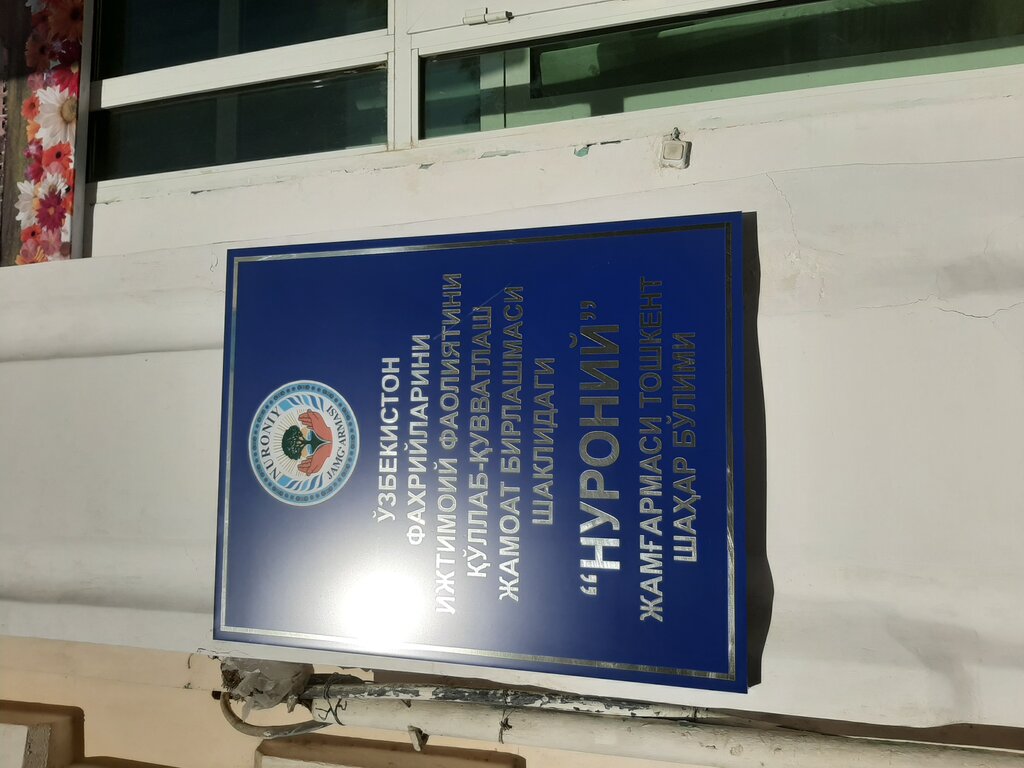 NURONIY
JAMG'ARMASI
ЎЗБЕКИСТОН
ФАХРИЙЛАРИНИ
ИЖТИМОИЙ ФАОЛИЯТИНИ
ҚЎЛЛАБ-ҚУВВАТЛАШ
ЖАМОАТ БИРЛАШМАСИ
ШАКЛИДАГИ
“НУРОНИЙ”
ЖАМҒАРМАСИ ТОШКЕНТ
ШАҲАР БЎЛИМИ